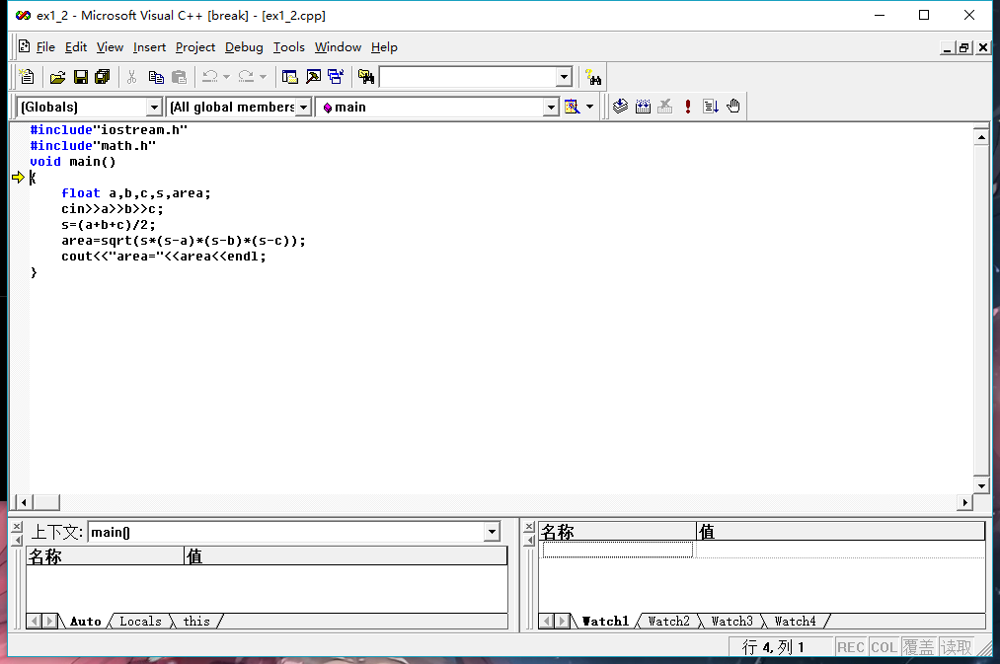 ex1_2 - Microsoft Visual C++ [break] - [ex1_2.cpp]
File Edit View Insert Project Debug Tools Window Help
(Globals) (All global members main
#include"iostream.h"
#include"math.h"
void main()
{
float a,b,c,s,area;
cin>>a>>b>>c;
s=(a+b+c)/2;
area=sqrt(s*(s-a)*(s-b)*(s-c));
cout<<"area="<<area<<endl;
}
上下文: main()
名称 值
Auto Locals this
名称 值
Watch1 Watch2 Watch3 Watch4
行 4, 列 1 REC COL 覆盖 读取